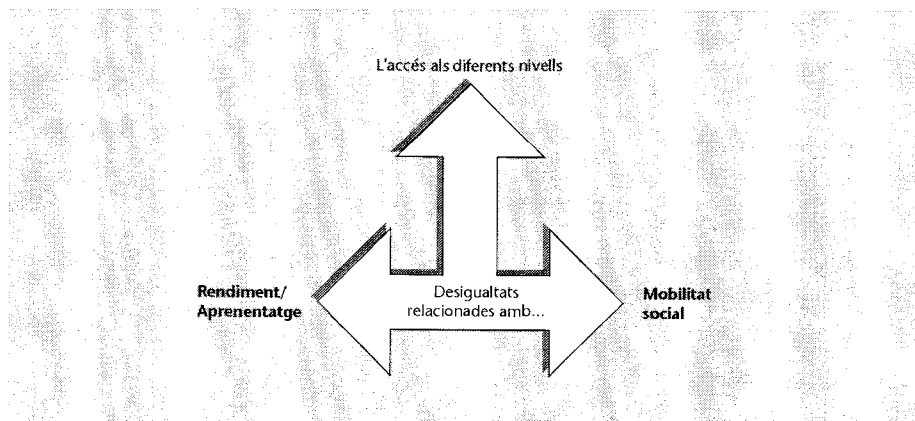 L'accés als diferents nivells
Rendiment/
Aprenentatge
Desigualtats
relacionades amb...
Mobilitat
social